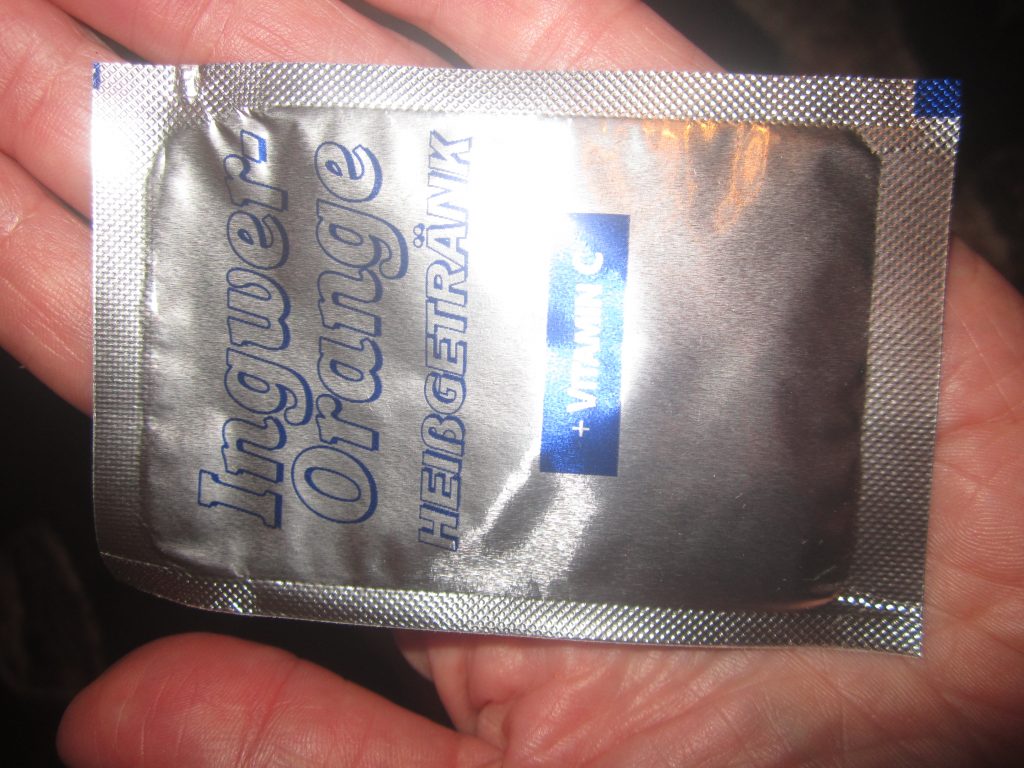 Ingwer-
Orange
HEIßGETRÄNK
+ VITAMIN C